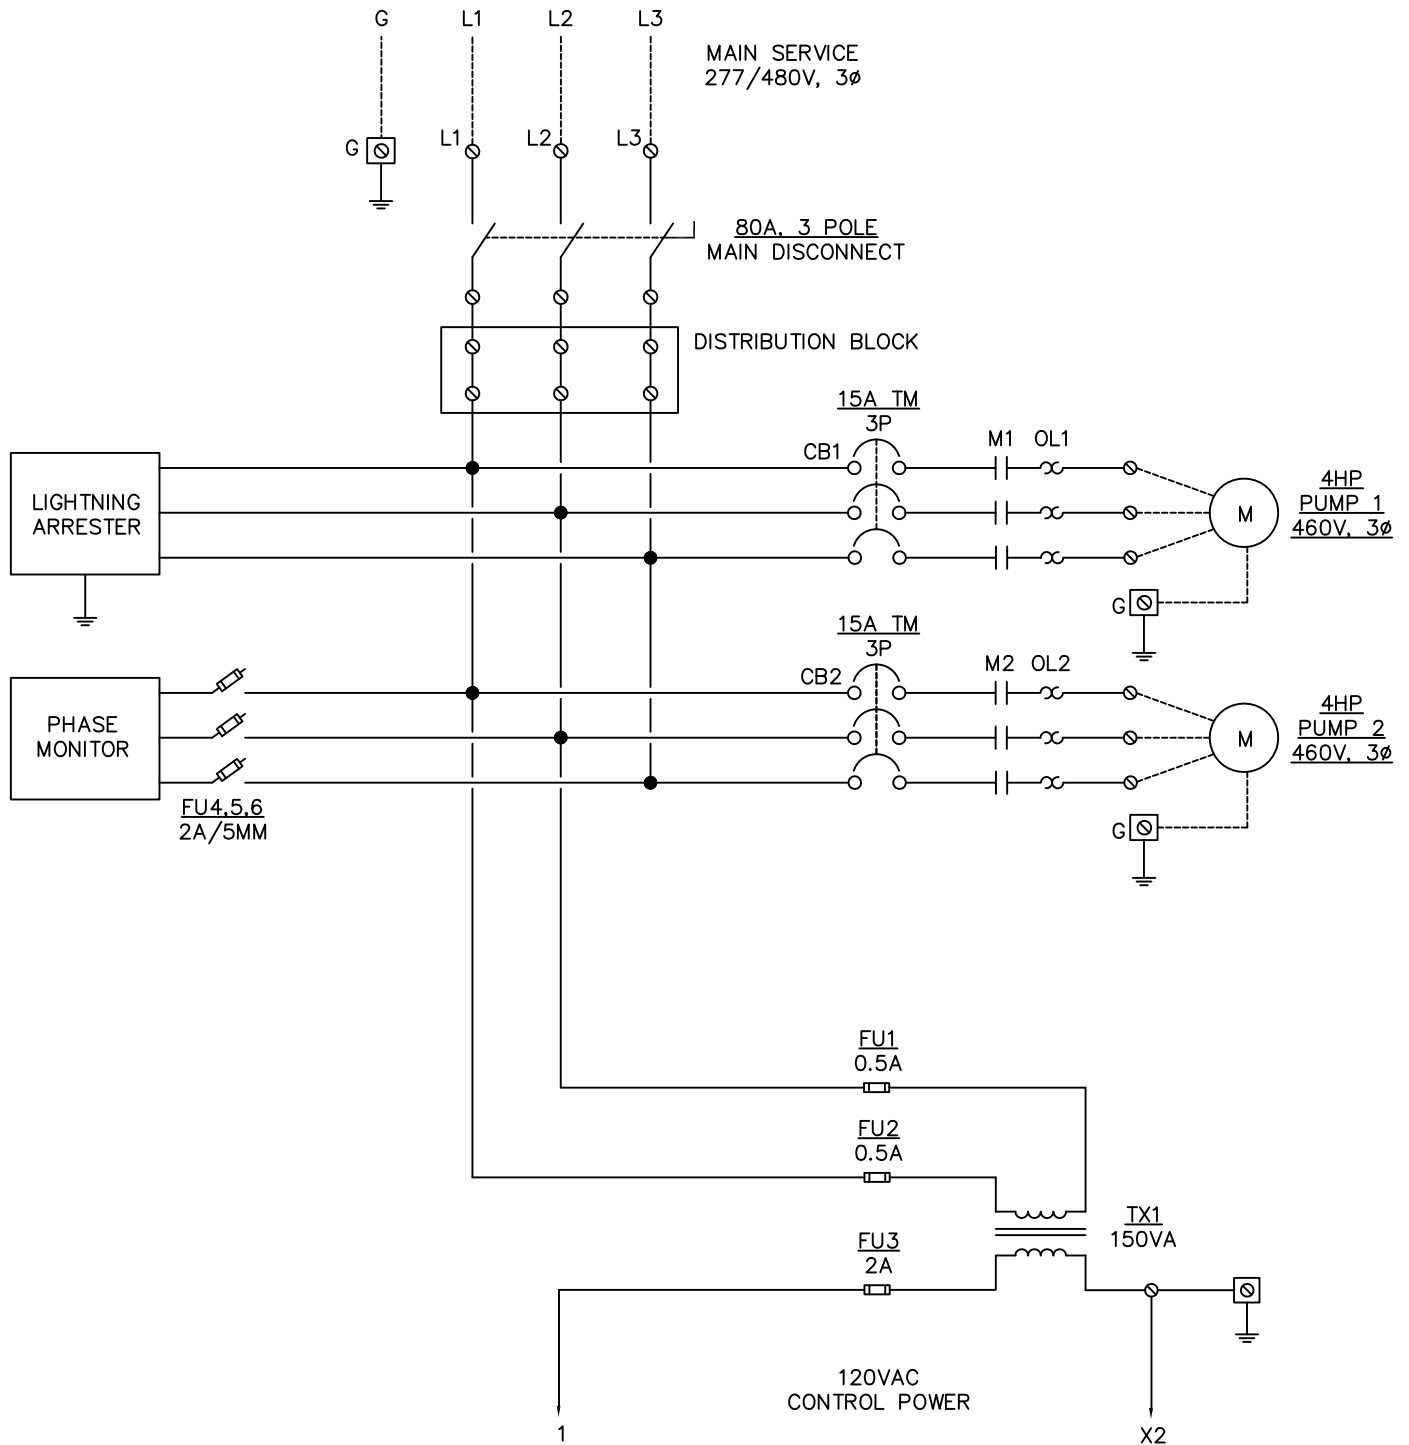 G L1 L2 L3
MAIN SERVICE
277/480V, 3ø
G L1 L2 L3
80A, 3 POLE
MAIN DISCONNECT
DISTRIBUTION BLOCK
15A TM
3P
CB1 M1 OL1
LIGHTNING
ARRESTER
4HP
PUMP 1
460V, 3ø
M
G
15A TM
3P
CB2 M2 OL2
PHASE
MONITOR
4HP
PUMP 2
460V, 3ø
M
FU4,5,6
2A/5MM
G
FU1
0.5A
FU2
0.5A
TX1
150VA
FU3
2A
120VAC
CONTROL POWER
1 X2